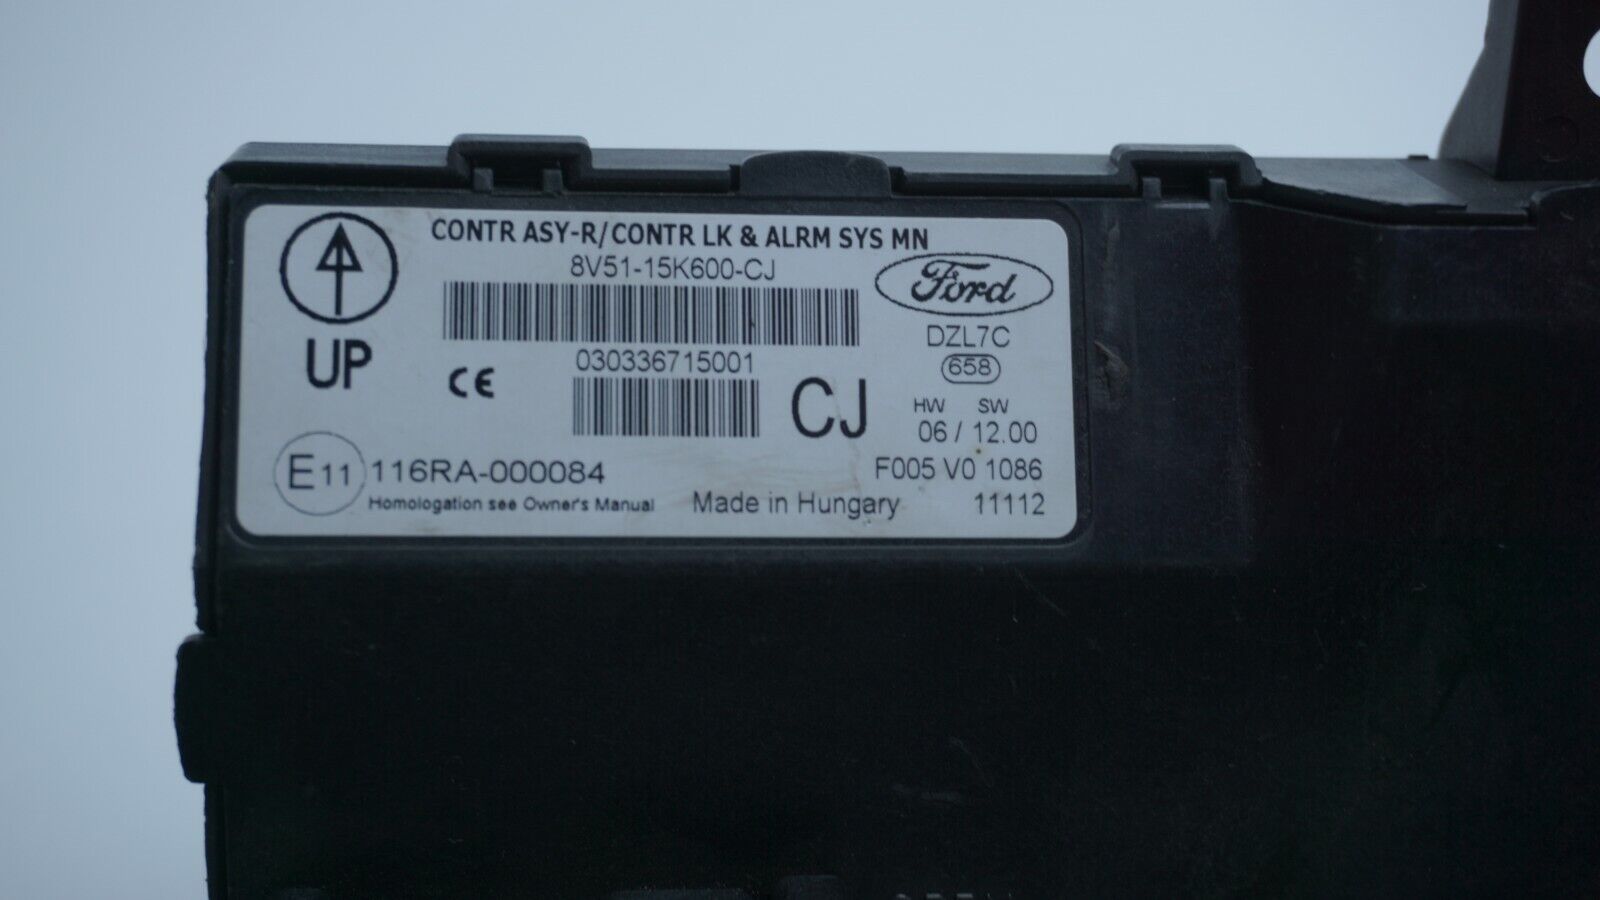 CONTR ASY-R/CONTR LK & ALRM SYS MN
8V51-15K600-CJ
Ford
UP
DZL7C
658
030336715001
CE
CJ
HW SW
06 / 12.00
E11 116RA-000084
F005 V0 1086
Homologation see Owner's Manual
Made in Hungary
11112